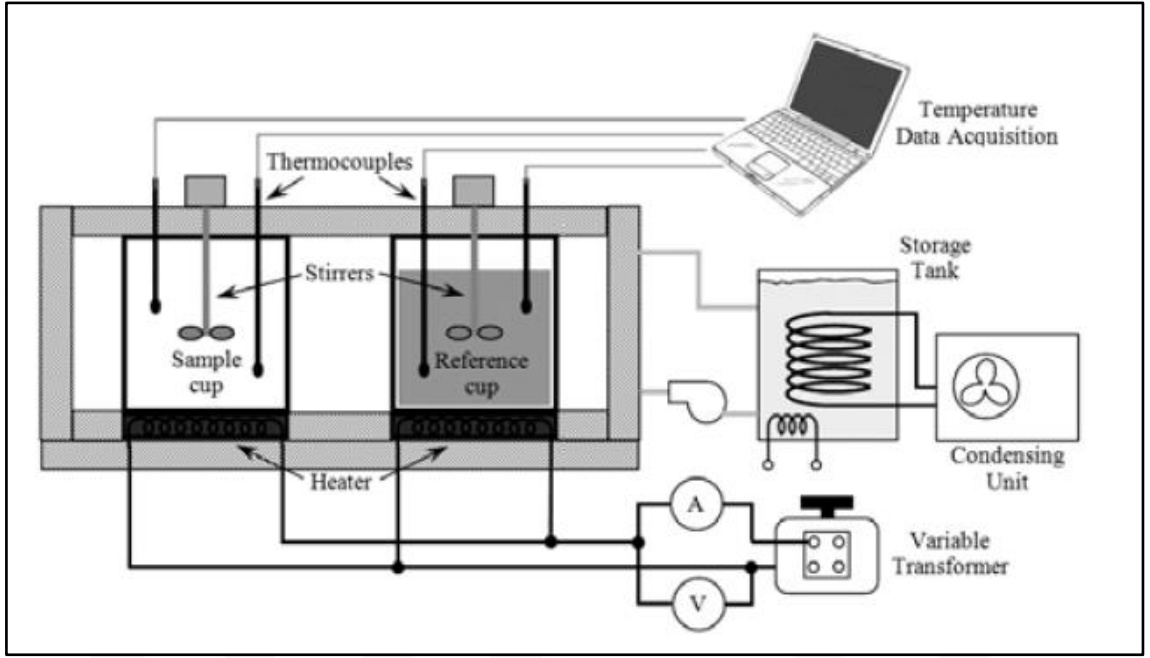 Temperature
Data Acquisition
Thermocouples
Storage
Tank
Stirrers
Sample
cup
Reference
cup
Condensing
Unit
Heater
A
Variable
Transformer
V